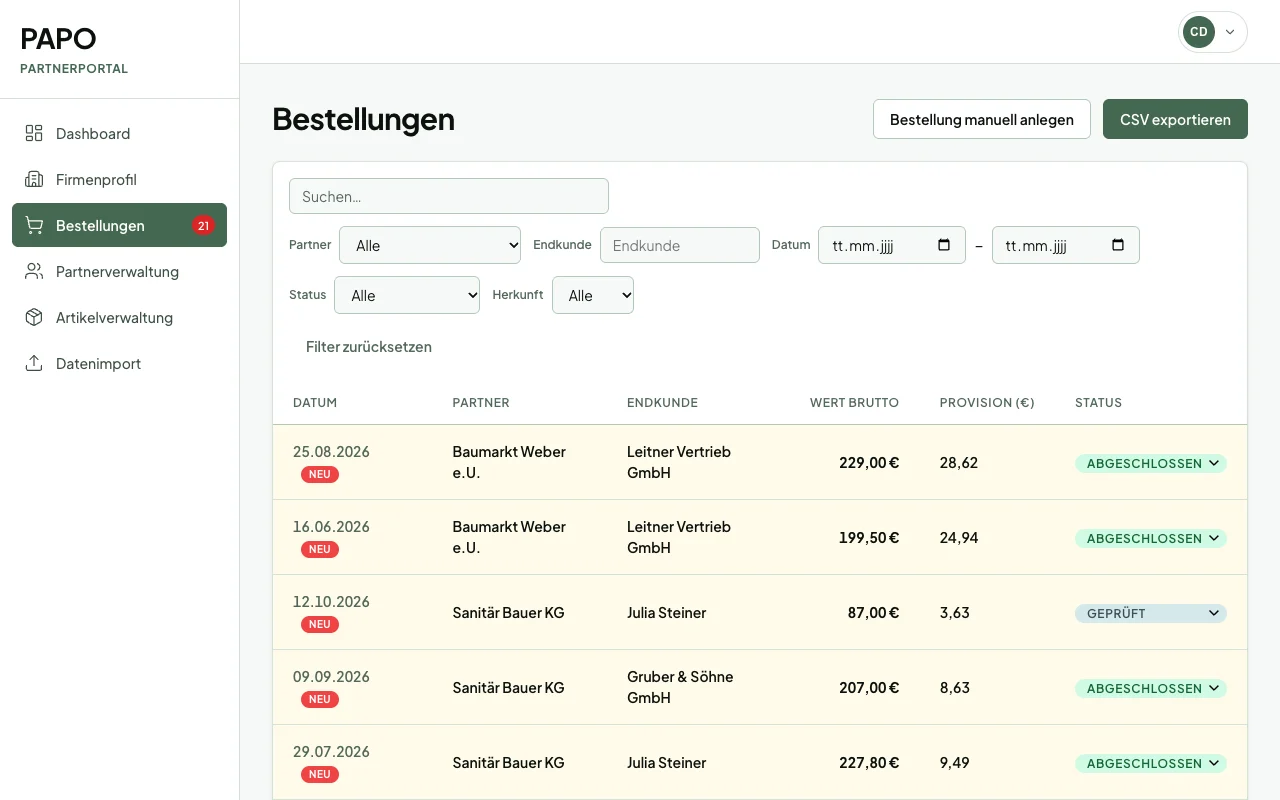 PAPO
PARTNERPORTAL
CD
Dashboard
Firmenprofil
Bestellungen 21
Partnerverwaltung
Artikelverwaltung
Datenimport
Bestellungen
Bestellung manuell anlegen
CSV exportieren
Suchen...
Partner Alle Endkunde Endkunde Datum tt.mm.jjjj – tt.mm.jjjj
Status Alle Herkunft Alle
Filter zurücksetzen
DATUM PARTNER ENDKUNDE WERT BRUTTO PROVISION (€) STATUS
25.08.2026 Baumarkt Weber Leitner Vertrieb
NEU e.U. GmbH 229,00 € 28,62 ABGESCHLOSSEN
16.06.2026 Baumarkt Weber Leitner Vertrieb
NEU e.U. GmbH 199,50 € 24,94 ABGESCHLOSSEN
12.10.2026
NEU Sanitär Bauer KG Julia Steiner 87,00 € 3,63 GEPRÜFT
09.09.2026 Gruber & Söhne
NEU Sanitär Bauer KG GmbH 207,00 € 8,63 ABGESCHLOSSEN
29.07.2026
NEU Sanitär Bauer KG Julia Steiner 227,80 € 9,49 ABGESCHLOSSEN